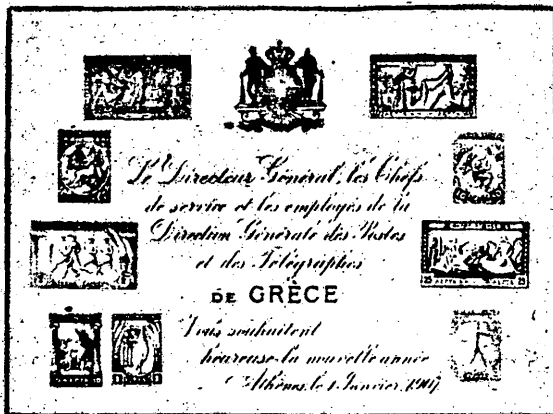 Le Directeur Général, les Chefs
de service et les employés de la
Direction Générale des Postes
et des Télégraphes
DE GRÈCE
Vous souhaitent
heureuse la nouvelle année
Athènes, le 1 Janvier, 1907